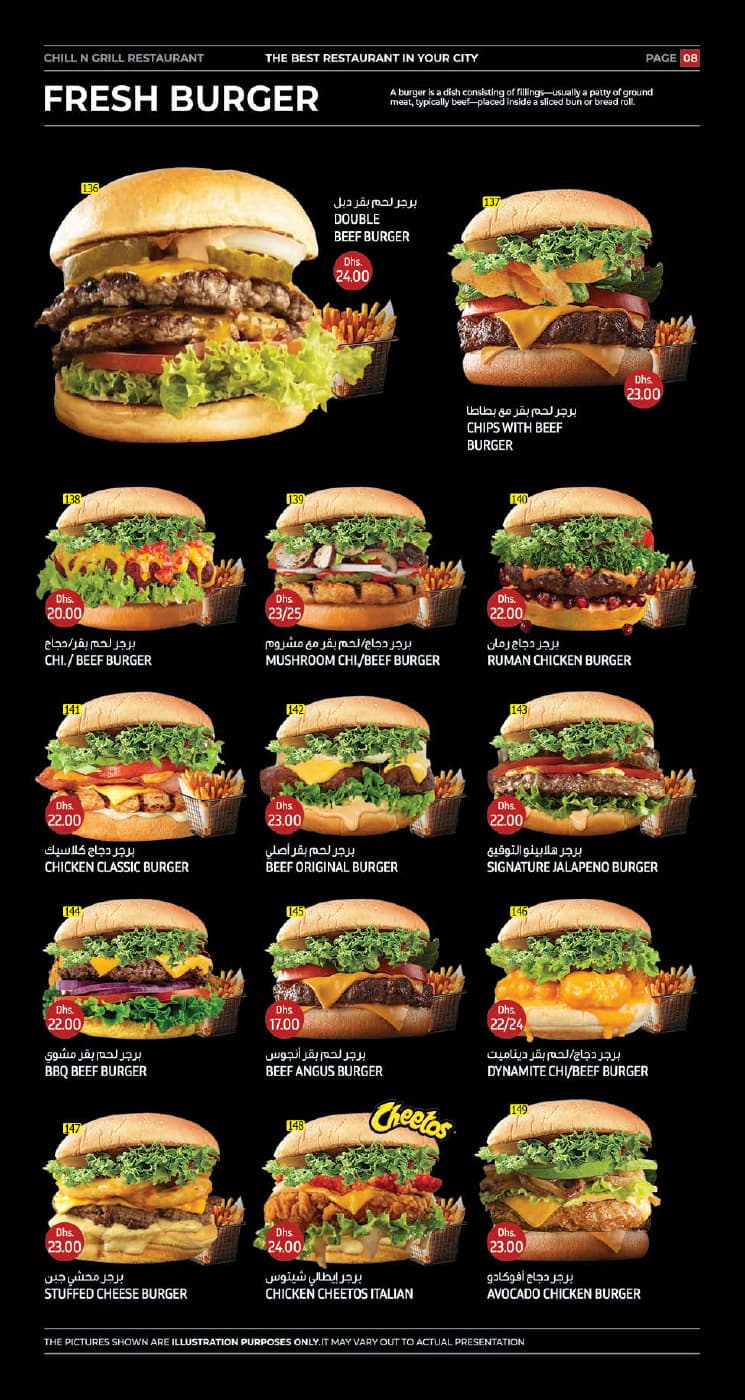 CHILL N GRILL RESTAURANT
THE BEST RESTAURANT IN YOUR CITY
PAGE 08
FRESH BURGER
A burger is a dish consisting of fillings—usually a patty of ground
meat, typically beef—placed inside a sliced bun or bread roll.
136
برجر لحم بقر دبل
DOUBLE
BEEF BURGER
Dhs.
24.00
137
Dhs.
23.00
برجر لحم بقر مع بطاطا
CHIPS WITH BEEF
BURGER
138
Dhs.
20.00
برجر لحم بقر/دجاج
CHI./ BEEF BURGER
139
Dhs.
23/25
برجر دجاج/لحم بقر مع مشروم
MUSHROOM CHI./BEEF BURGER
140
Dhs.
22.00
برجر دجاج رمان
RUMAN CHICKEN BURGER
141
Dhs.
22.00
برجر دجاج كلاسيك
CHICKEN CLASSIC BURGER
142
Dhs.
23.00
برجر لحم بقر أصلي
BEEF ORIGINAL BURGER
143
Dhs.
22.00
برجر هلابينو التوقيع
SIGNATURE JALAPENO BURGER
144
Dhs.
22.00
برجر لحم بقر مشوي
BBQ BEEF BURGER
145
Dhs.
17.00
برجر لحم بقر أنجوس
BEEF ANGUS BURGER
146
Dhs.
22/24
برجر دجاج/لحم بقر ديناميت
DYNAMITE CHI/BEEF BURGER
147
Dhs.
23.00
برجر محشي جبن
STUFFED CHEESE BURGER
148
Cheetos
Dhs.
24.00
برجر إيطالي شيتوس
CHICKEN CHEETOS ITALIAN
149
Dhs.
23.00
برجر دجاج أفوكادو
AVOCADO CHICKEN BURGER
THE PICTURES SHOWN ARE ILLUSTRATION PURPOSES ONLY.IT MAY VARY OUT TO ACTUAL PRESENTATION